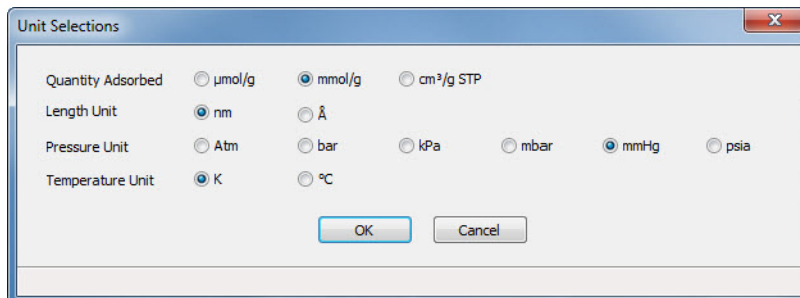 Unit Selections
Quantity Adsorbed µmol/g mmol/g cm³/g STP
Length Unit nm Å
Pressure Unit Atm bar kPa mbar mmHg psia
Temperature Unit K ºC
OK Cancel